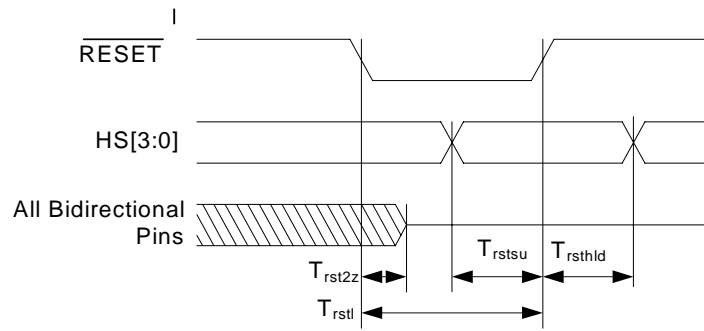 I
RESET
HS[3:0]
All Bidirectional
Pins
Trst2z
Trstsu
Trsthld
Trstl